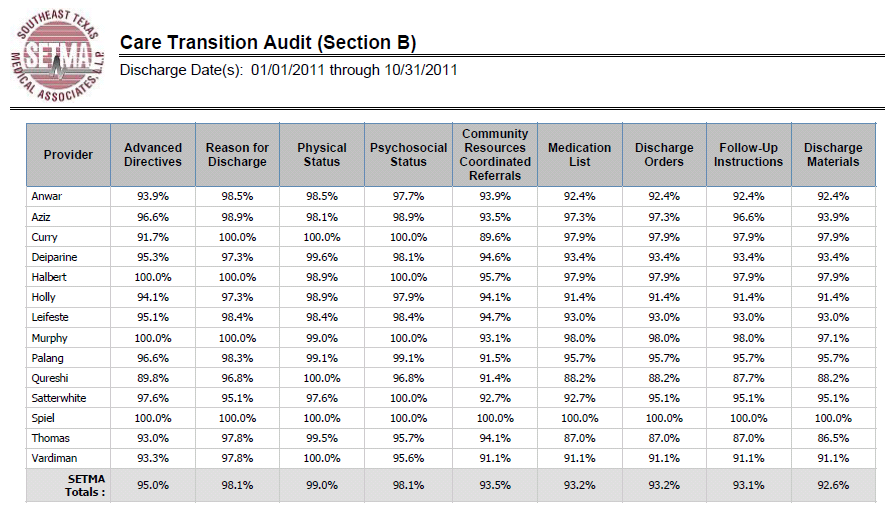 SOUTHEAST TEXAS
SETMA
MEDICAL ASSOCIATES, L.L.P.
Care Transition Audit (Section B)
Discharge Date(s): 01/01/2011 through 10/31/2011
Provider Advanced Directives Reason for Discharge Physical Status Psychosocial Status Community Resources Coordinated Referrals Medication List Discharge Orders Follow-Up Instructions Discharge Materials
Anwar 93.9% 98.5% 98.5% 97.7% 93.9% 92.4% 92.4% 92.4% 92.4%
Aziz 96.6% 98.9% 98.1% 98.9% 93.5% 97.3% 97.3% 96.6% 93.9%
Curry 91.7% 100.0% 100.0% 100.0% 89.6% 97.9% 97.9% 97.9% 97.9%
Deiparine 95.3% 97.3% 99.6% 98.1% 94.6% 93.4% 93.4% 93.4% 93.4%
Halbert 100.0% 100.0% 98.9% 100.0% 95.7% 97.9% 97.9% 97.9% 97.9%
Holly 94.1% 97.3% 98.9% 97.9% 94.1% 91.4% 91.4% 91.4% 91.4%
Leifeste 95.1% 98.4% 98.4% 98.4% 94.7% 93.0% 93.0% 93.0% 93.0%
Murphy 100.0% 100.0% 99.0% 100.0% 93.1% 98.0% 98.0% 98.0% 97.1%
Palang 96.6% 98.3% 99.1% 99.1% 91.5% 95.7% 95.7% 95.7% 95.7%
Qureshi 89.8% 96.8% 100.0% 96.8% 91.4% 88.2% 88.2% 87.7% 88.2%
Satterwhite 97.6% 95.1% 97.6% 100.0% 92.7% 92.7% 95.1% 95.1% 95.1%
Spiel 100.0% 100.0% 100.0% 100.0% 100.0% 100.0% 100.0% 100.0% 100.0%
Thomas 93.0% 97.8% 99.5% 95.7% 94.1% 87.0% 87.0% 87.0% 86.5%
Vardiman 93.3% 97.8% 100.0% 95.6% 91.1% 91.1% 91.1% 91.1% 91.1%
SETMA Totals : 95.0% 98.1% 99.0% 98.1% 93.5% 93.2% 93.2% 93.1% 92.6%